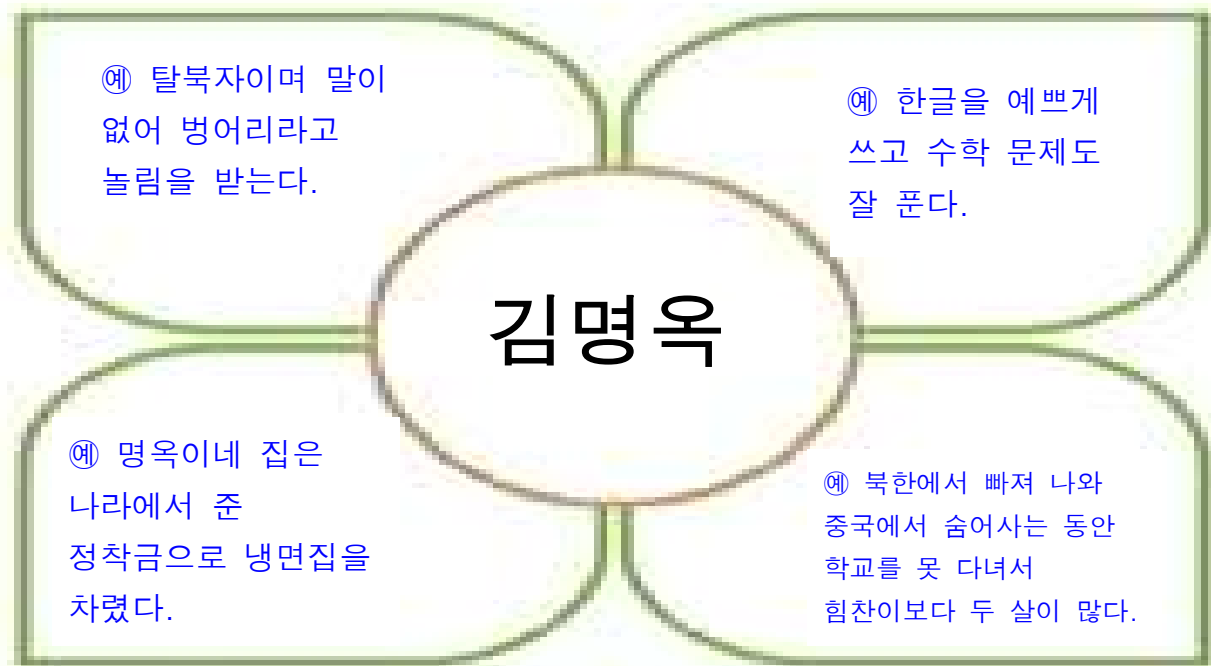 ㉠ 탈북자이며 말이
없어 벙어리라고
놀림을 받는다.
㉠ 한글을 예쁘게
쓰고 수학 문제도
잘 푼다.
김명옥
㉠ 명옥이네 집은
나라에서 준
정착금으로 냉면집을
차렸다.
㉠ 북한에서 빠져 나와
중국에서 숨어사는 동안
학교를 못 다녀서
힘찬이보다 두 살이 많다.